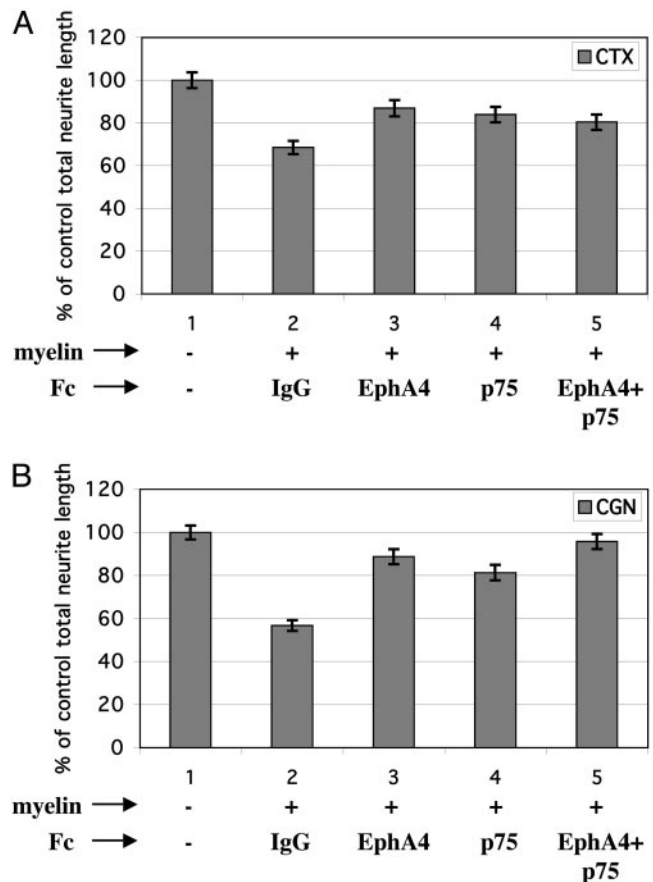 A
% of control total neurite length
120
100
80
60
40
20
0
CTX
1 2 3 4 5
myelin → - + + + +
Fc → - IgG EphA4 p75 EphA4+
p75
B
% of control total neurite length
120
100
80
60
40
20
0
CGN
1 2 3 4 5
myelin → - + + + +
Fc → - IgG EphA4 p75 EphA4+
p75